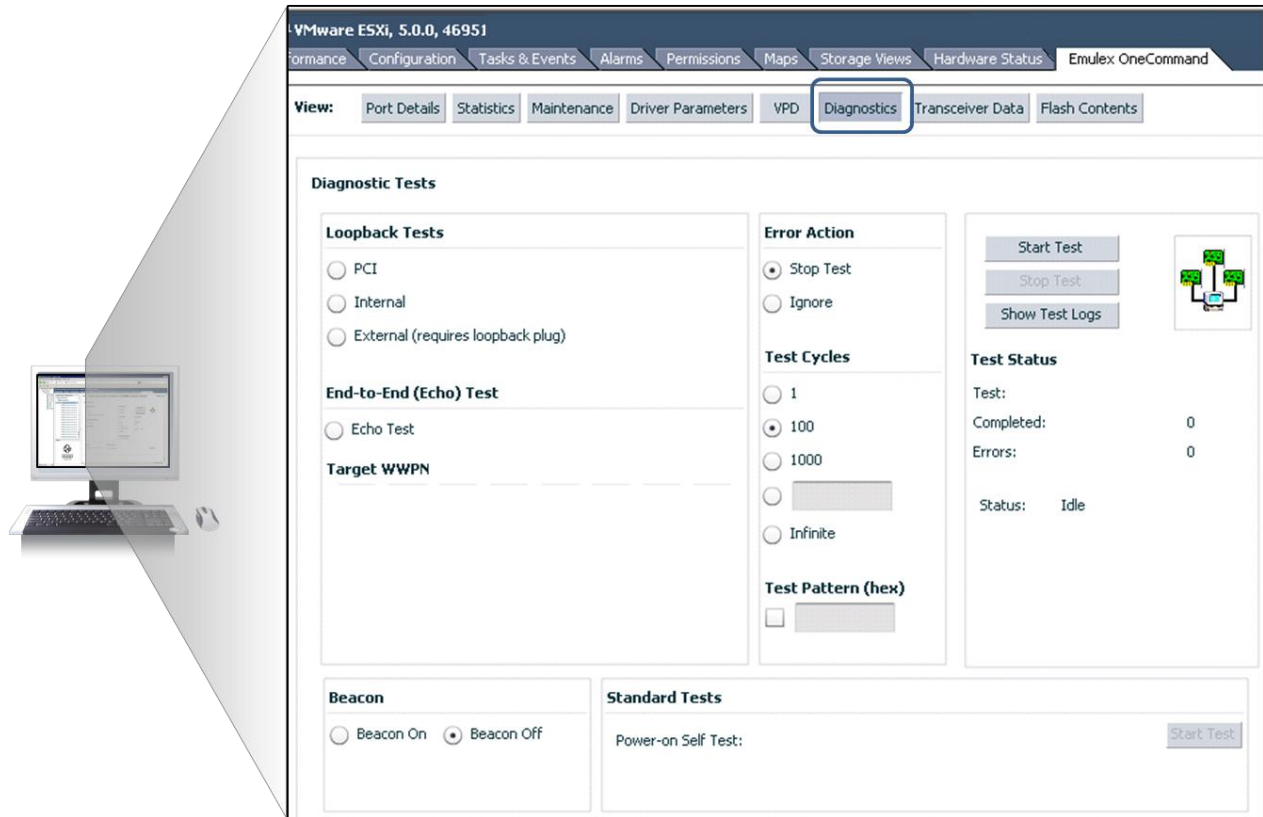 VMware ESXi, 5.0.0, 46951
formance Configuration Tasks & Events Alarms Permissions Maps Storage Views Hardware Status Emulex OneCommand
View: Port Details Statistics Maintenance Driver Parameters VPD Diagnostics Transceiver Data Flash Contents
Diagnostic Tests
Loopback Tests
PCI
Internal
External (requires loopback plug)
End-to-End (Echo) Test
Echo Test
Target WWPN
Error Action
Stop Test
Ignore
Test Cycles
1
100
1000
Infinite
Test Pattern (hex)
Start Test
Stop Test
Show Test Logs
Test Status
Test:
Completed: 0
Errors: 0
Status: Idle
Beacon
Beacon On Beacon Off
Standard Tests
Power-on Self Test: Start Test